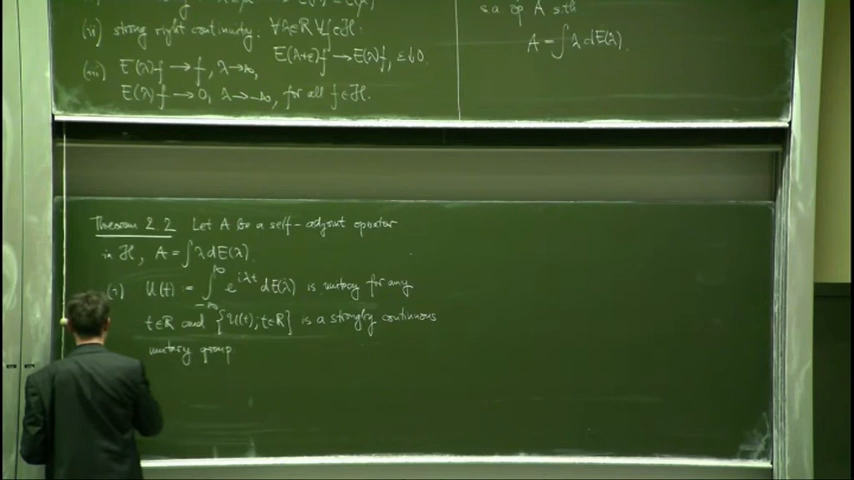 (ii) strong right continuity: ∀λ∈ℝ ∀f∈ℋ:
E(λ+ε)f → E(λ)f, ε↓0.
(iii) E(λ)f → f, λ→∞,
E(λ)f → 0, λ→-∞, for all f∈ℋ.
s.a. op A s.th.
A = ∫ λ dE(λ).
Theorem 2.2 Let A be a self-adjoint operator
in ℋ, A = ∫ λ dE(λ).
(i) U(t) := ∫_{-∞}^{∞} e^{iλt} dE(λ) is unitary for any
t∈ℝ and {U(t); t∈ℝ} is a strongly continuous
unitary group